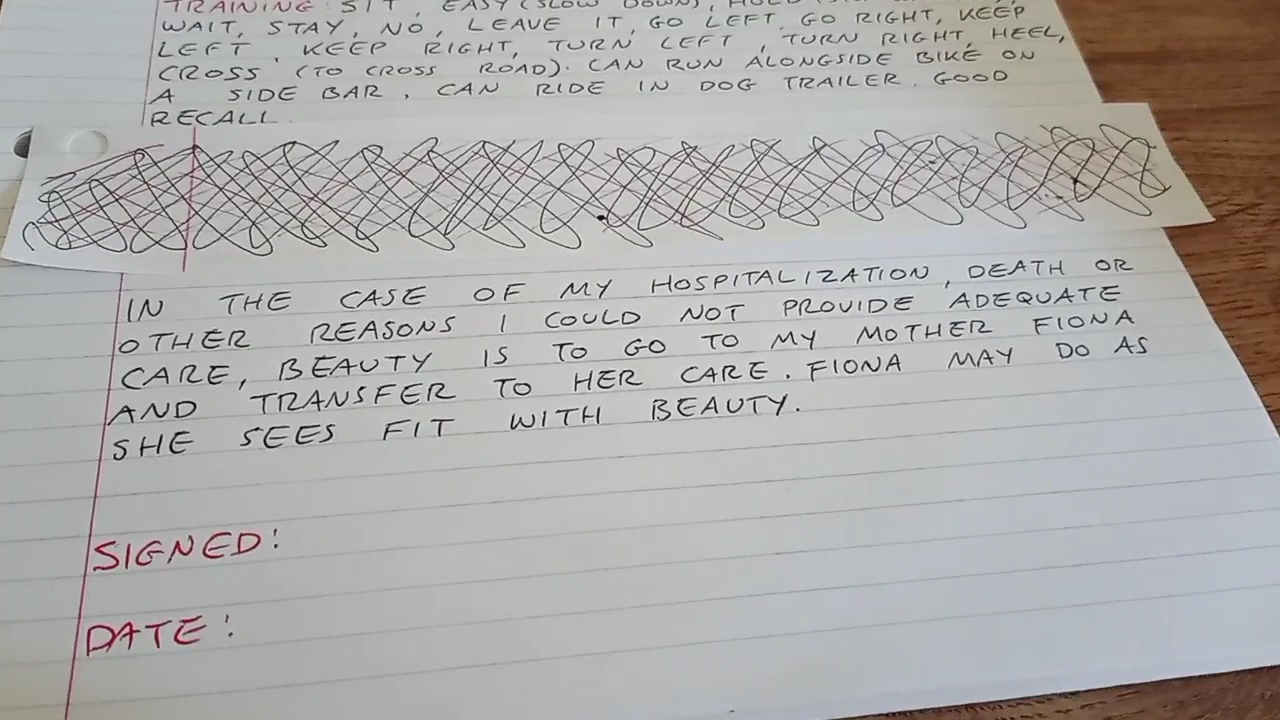 TRAINING: SIT, EASY (SLOW DOWN),
WAIT, STAY, NO, LEAVE IT, GO LEFT, GO RIGHT, KEEP
LEFT, KEEP RIGHT, TURN LEFT, TURN RIGHT, HEEL,
CROSS (TO CROSS ROAD). CAN RUN ALONGSIDE BIKE ON
A SIDE BAR, CAN RIDE IN DOG TRAILER. GOOD
RECALL.
IN THE CASE OF MY HOSPITALIZATION, DEATH OR
OTHER REASONS I COULD NOT PROVIDE ADEQUATE
CARE, BEAUTY IS TO GO TO MY MOTHER FIONA
AND TRANSFER TO HER CARE. FIONA MAY DO AS
SHE SEES FIT WITH BEAUTY.
SIGNED:
DATE: